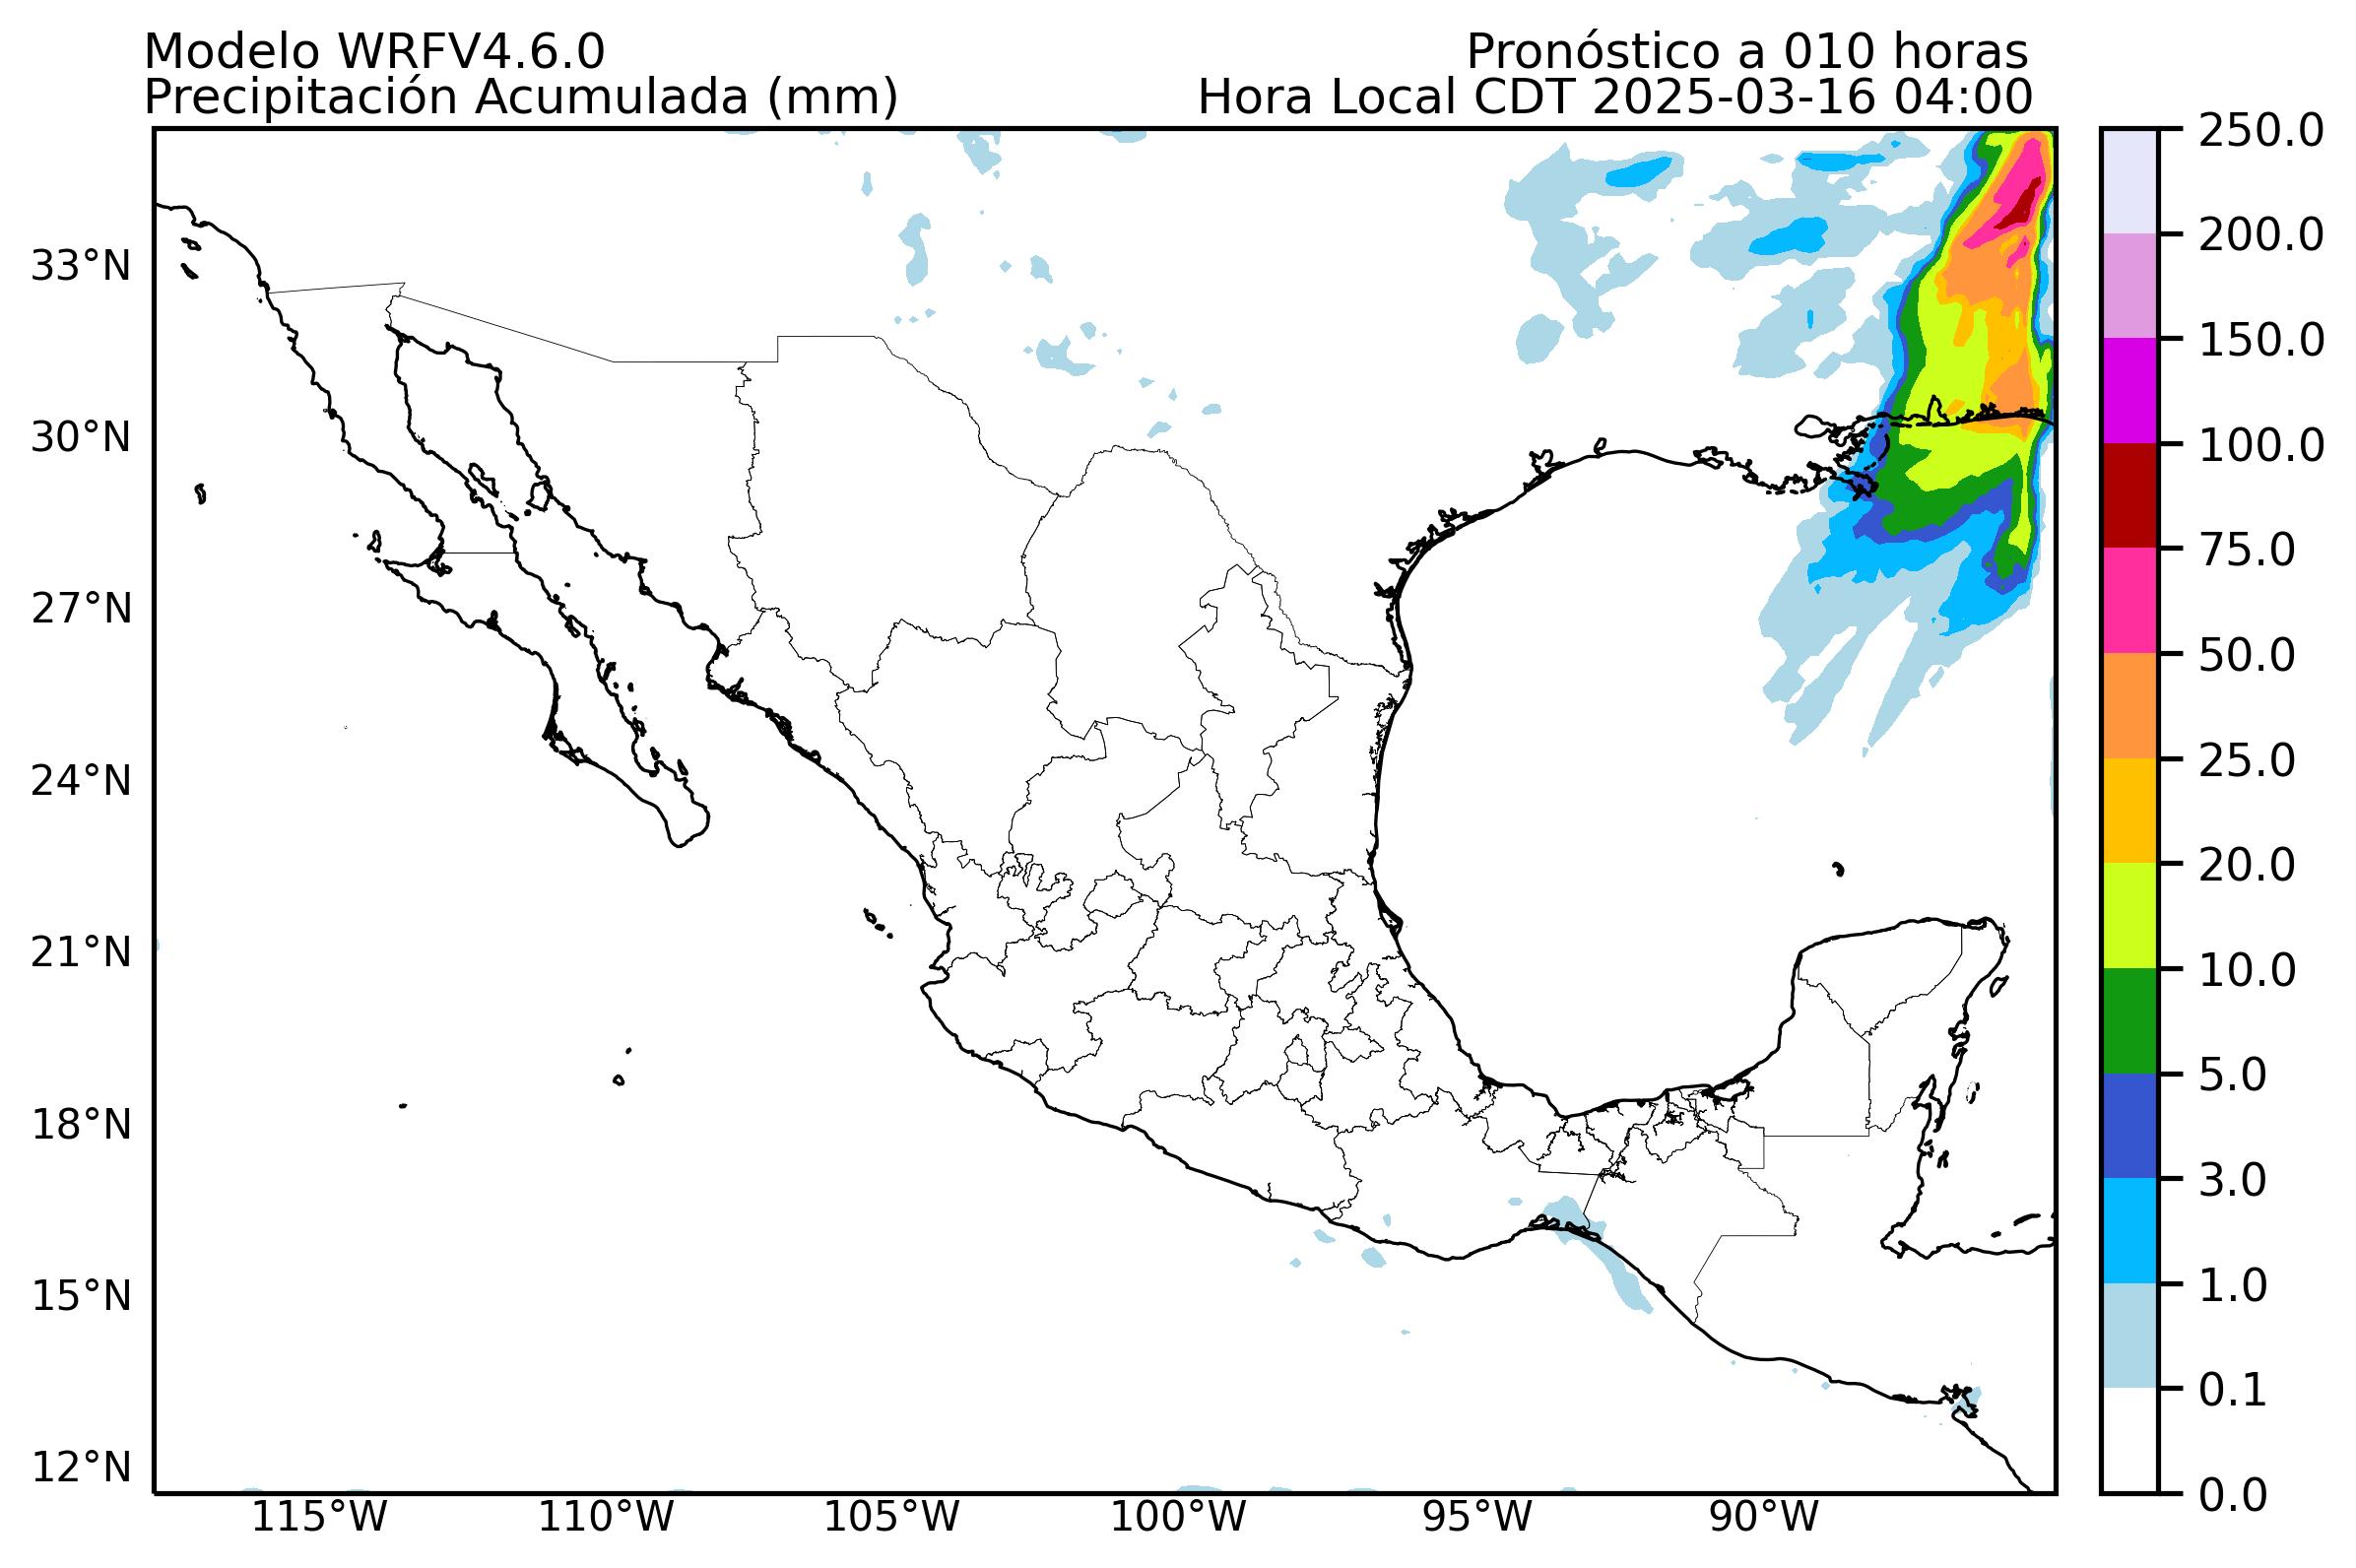 Modelo WRFV4.6.0
Pronóstico a 010 horas
Precipitación Acumulada (mm)
Hora Local CDT 2025-03-16 04:00
33°N
30°N
27°N
24°N
21°N
18°N
15°N
12°N
115°W
110°W
105°W
100°W
95°W
90°W
250.0
200.0
150.0
100.0
75.0
50.0
25.0
20.0
10.0
5.0
3.0
1.0
0.1
0.0